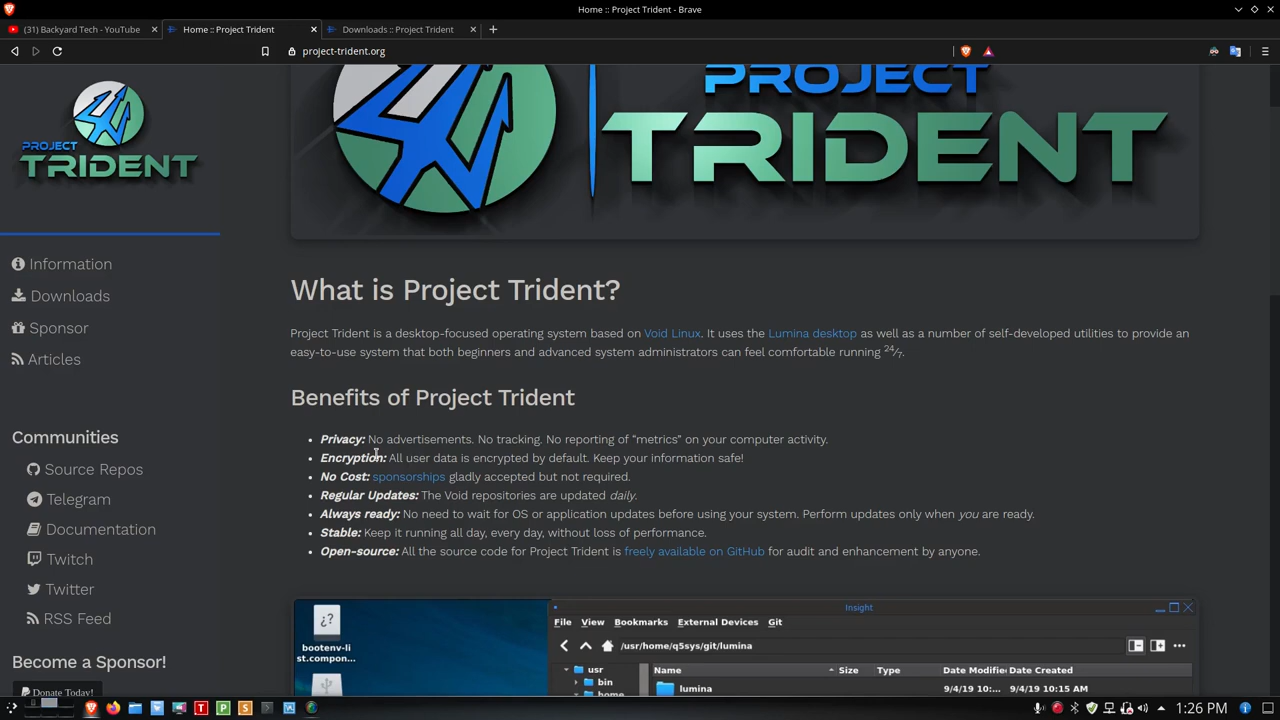 Home :: Project Trident - Brave
(31) Backyard Tech - YouTube
Home :: Project Trident
Downloads :: Project Trident
project-trident.org
PROJECT
TRIDENT
PROJECT
TRIDENT
Information
Downloads
Sponsor
Articles
Communities
Source Repos
Telegram
Documentation
Twitch
Twitter
RSS Feed
Become a Sponsor!
Donate Today!
What is Project Trident?
Project Trident is a desktop-focused operating system based on Void Linux. It uses the Lumina desktop as well as a number of self-developed utilities to provide an
easy-to-use system that both beginners and advanced system administrators can feel comfortable running 24/7.
Benefits of Project Trident
• Privacy: No advertisements. No tracking. No reporting of “metrics” on your computer activity.
• Encryption: All user data is encrypted by default. Keep your information safe!
• No Cost: sponsorships gladly accepted but not required.
• Regular Updates: The Void repositories are updated daily.
• Always ready: No need to wait for OS or application updates before using your system. Perform updates only when you are ready.
• Stable: Keep it running all day, every day, without loss of performance.
• Open-source: All the source code for Project Trident is freely available on GitHub for audit and enhancement by anyone.
¿?
bootenv-li
st.compon...
Insight
File View Bookmarks External Devices Git
/usr/home/q5sys/git/lumina
usr
bin
home
Name Size Type Date Modifie Date Created
lumina 9/4/19 10:... 9/4/19 10:15 AM
T
P
S
1:26 PM